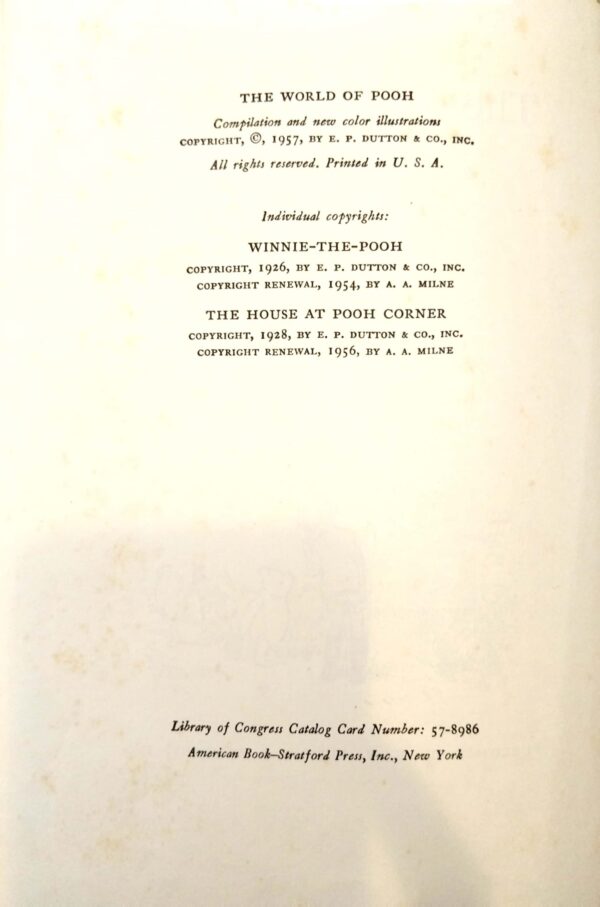 THE WORLD OF POOH
Compilation and new color illustrations
COPYRIGHT, ©, 1957, BY E. P. DUTTON & CO., INC.
All rights reserved. Printed in U. S. A.
Individual copyrights:
WINNIE-THE-POOH
COPYRIGHT, 1926, BY E. P. DUTTON & CO., INC.
COPYRIGHT RENEWAL, 1954, BY A. A. MILNE
THE HOUSE AT POOH CORNER
COPYRIGHT, 1928, BY E. P. DUTTON & CO., INC.
COPYRIGHT RENEWAL, 1956, BY A. A. MILNE
Library of Congress Catalog Card Number: 57-8986
American Book–Stratford Press, Inc., New York